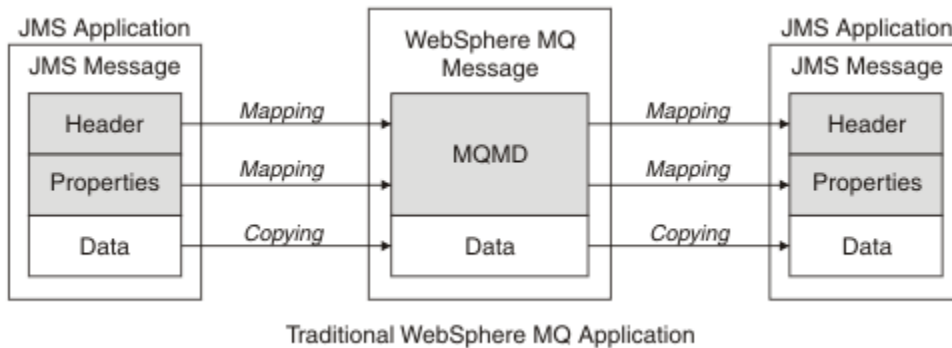 JMS Application
JMS Message
Header
Properties
Data
Mapping
Mapping
Copying
WebSphere MQ
Message
MQMD
Data
Mapping
Mapping
Copying
JMS Application
JMS Message
Header
Properties
Data
Traditional WebSphere MQ Application